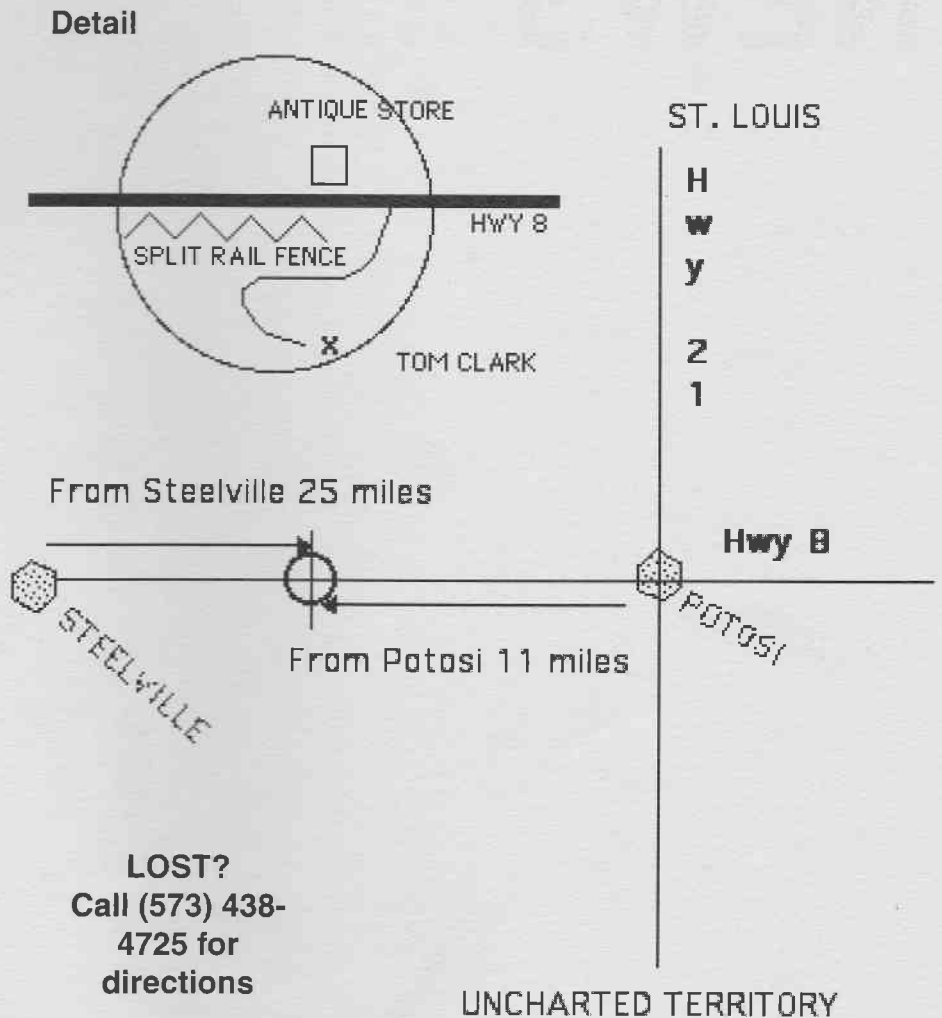 Detail
ANTIQUE STORE
HWY 8
SPLIT RAIL FENCE
X
TOM CLARK
ST. LOUIS
H
w
y
2
1
From Steelville 25 miles
Hwy 8
STEELVILLE
POTOSI
From Potosi 11 miles
LOST?
Call (573) 438-
4725 for
directions
UNCHARTED TERRITORY